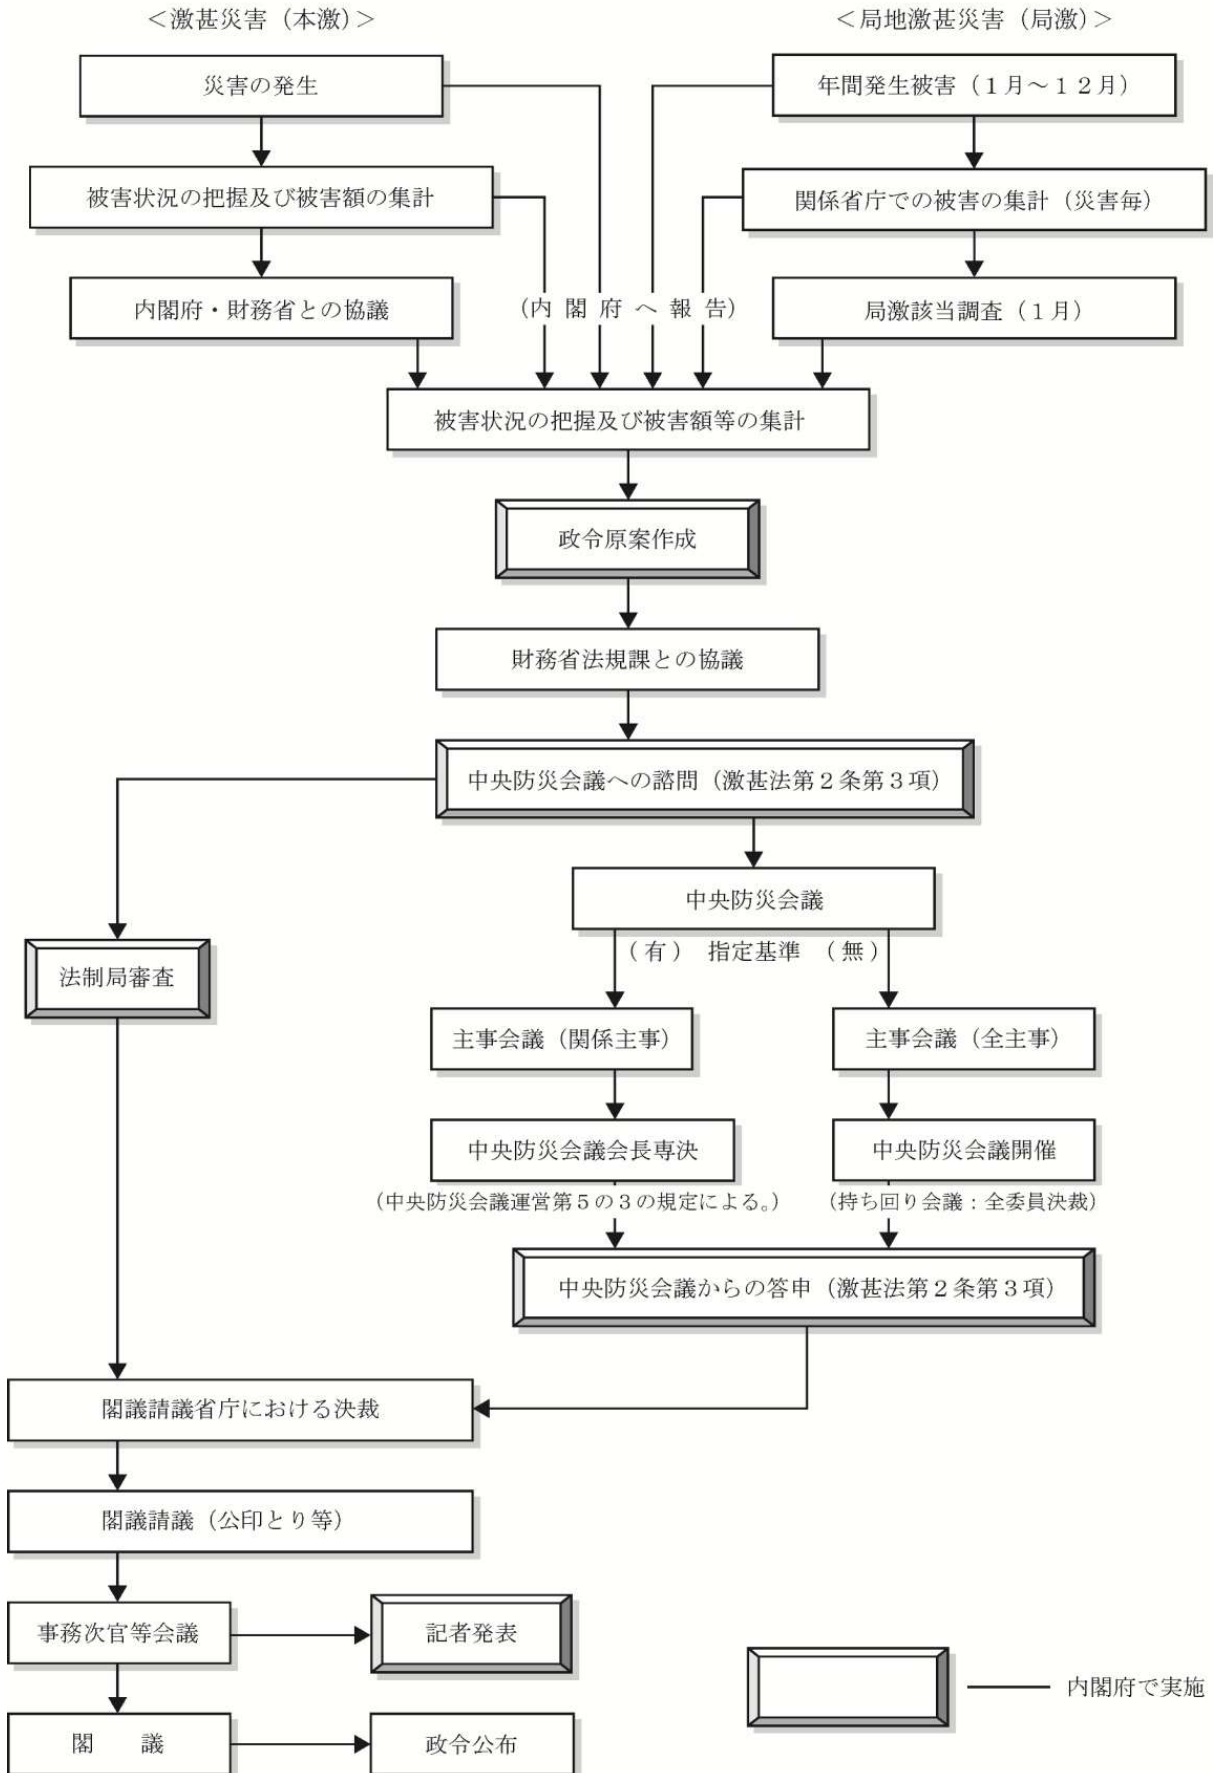 ＜激甚災害（本激）＞
＜局地激甚災害（局激）＞
災害の発生
年間発生被害（１月～１２月）
被害状況の把握及び被害額の集計
関係省庁での被害の集計（災害毎）
内閣府・財務省との協議
（内閣府へ報告）
局激該当調査（１月）
被害状況の把握及び被害額等の集計
政令原案作成
財務省法規課との協議
中央防災会議への諮問（激甚法第２条第３項）
中央防災会議
（有）　指定基準　（無）
法制局審査
主事会議（関係主事）
主事会議（全主事）
中央防災会議会長専決
中央防災会議開催
（中央防災会議運営第５の３の規定による。）
（持ち回り会議：全委員決裁）
中央防災会議からの答申（激甚法第２条第３項）
閣議請議省庁における決裁
閣議請議（公印とり等）
事務次官等会議
記者発表
内閣府で実施
閣　　議
政令公布